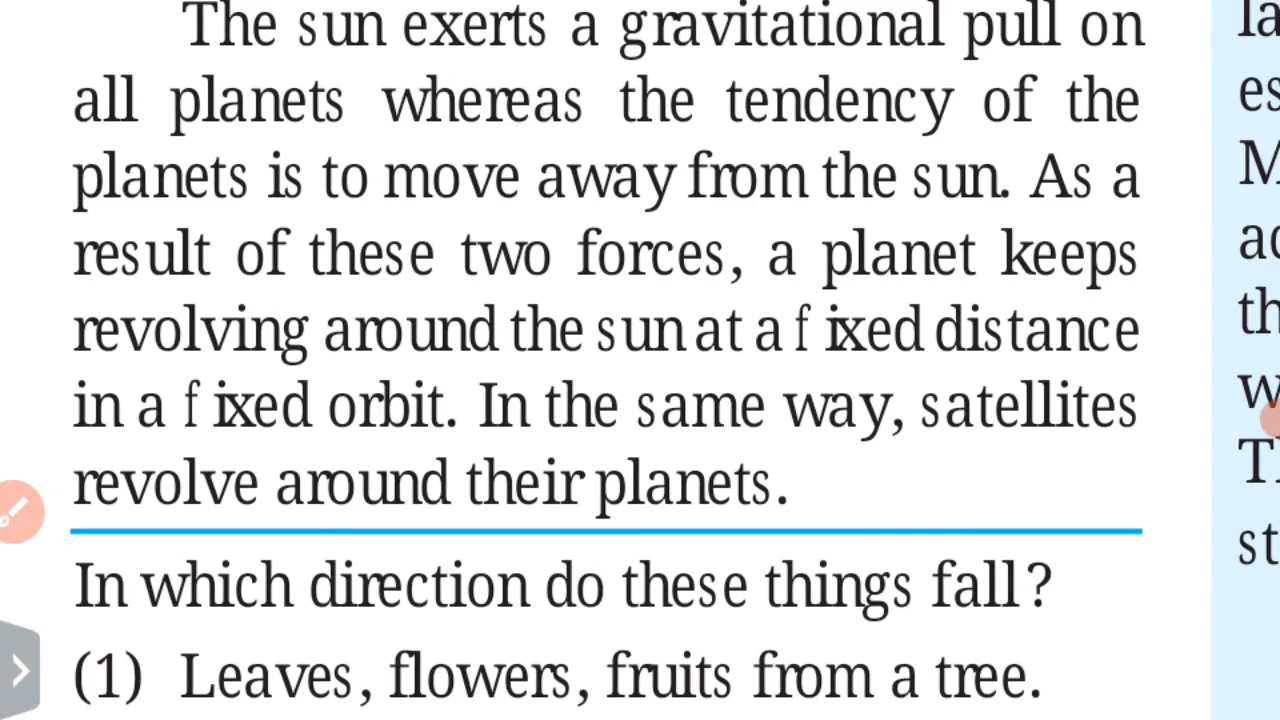 The sun exerts a gravitational pull on
all planets whereas the tendency of the
planets is to move away from the sun. As a
result of these two forces, a planet keeps
revolving around the sun at a fixed distance
in a fixed orbit. In the same way, satellites
revolve around their planets.
In which direction do these things fall?
(1) Leaves, flowers, fruits from a tree.